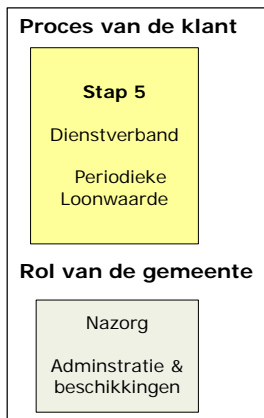 Proces van de klant
Stap 5
Dienstverband
Periodieke
Loonwaarde
Rol van de gemeente
Nazorg
Adminstratie &
beschikkingen